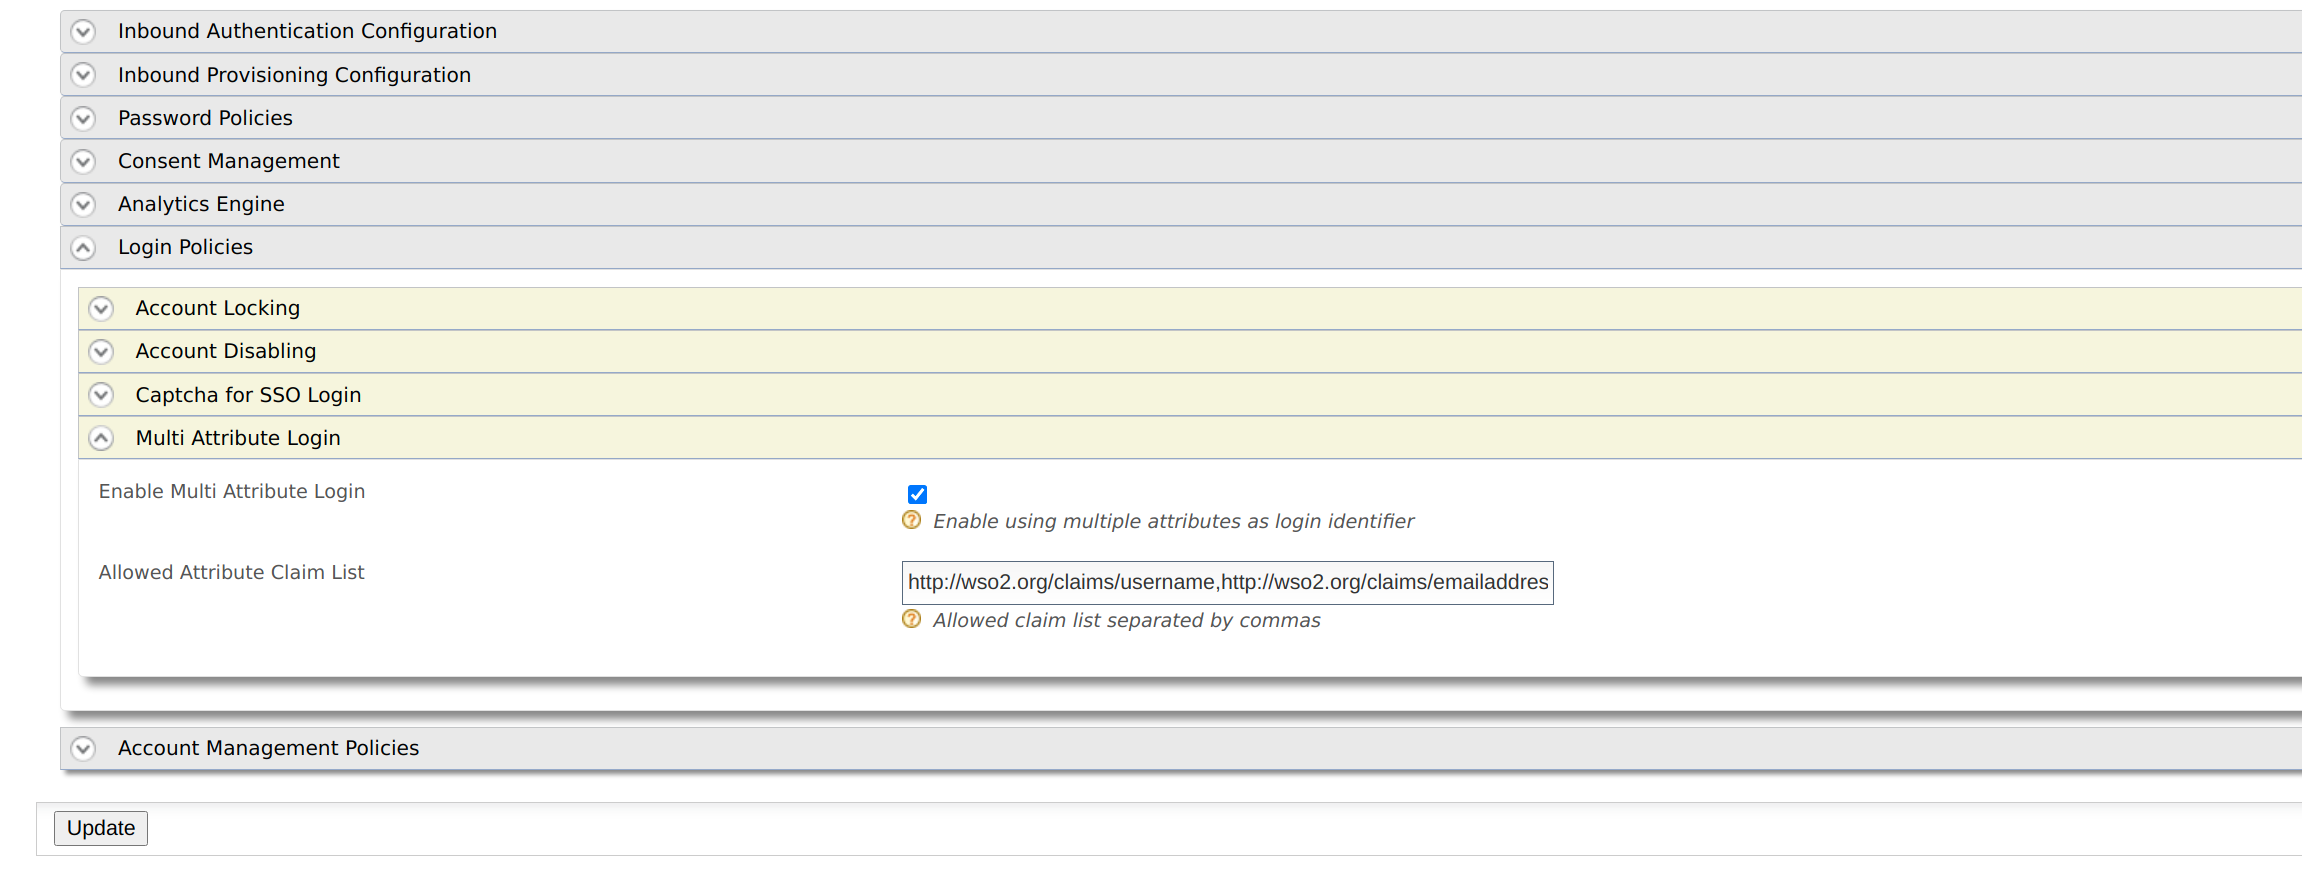 Inbound Authentication Configuration
Inbound Provisioning Configuration
Password Policies
Consent Management
Analytics Engine
Login Policies
Account Locking
Account Disabling
Captcha for SSO Login
Multi Attribute Login
Enable Multi Attribute Login
Enable using multiple attributes as login identifier
Allowed Attribute Claim List
http://wso2.org/claims/username,http://wso2.org/claims/emailaddres
Allowed claim list separated by commas
Account Management Policies
Update